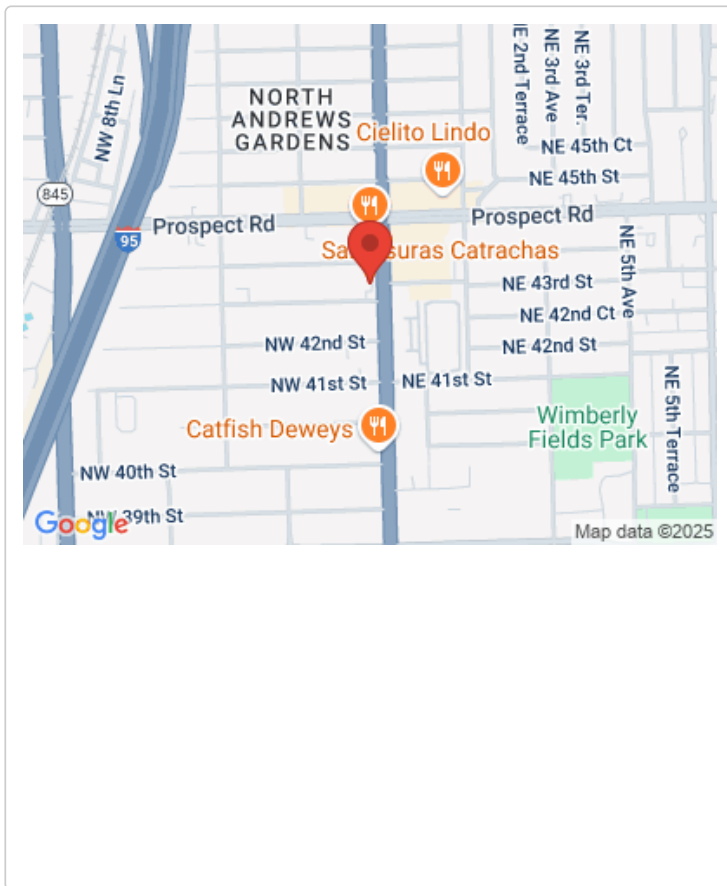 NW 8th Ln
NORTH
ANDREWS
GARDENS
Cielito Lindo
NE 2nd Terrace
NE 3rd Ave
NE 3rd Ter.
NE 45th Ct
NE 45th St
845
95
Prospect Rd
Prospect Rd
Catrachas
NE 5th Ave
NE 43rd St
NE 42nd Ct
NW 42nd St
NE 42nd St
NW 41st St
NE 41st St
Catfish Deweys
Wimberly
Fields Park
NE 5th Terrace
NW 40th St
39th St
Google
Map data ©2025